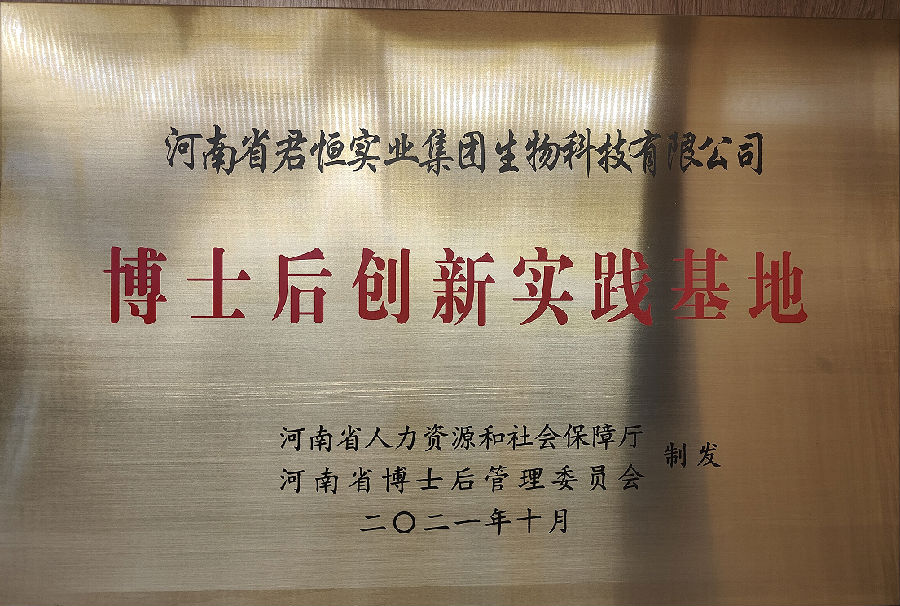 河南省君恒实业集团生物科技有限公司
博士后创新实践基地
河南省人力资源和社会保障厅
河南省博士后管理委员会
制发
二〇二一年十月